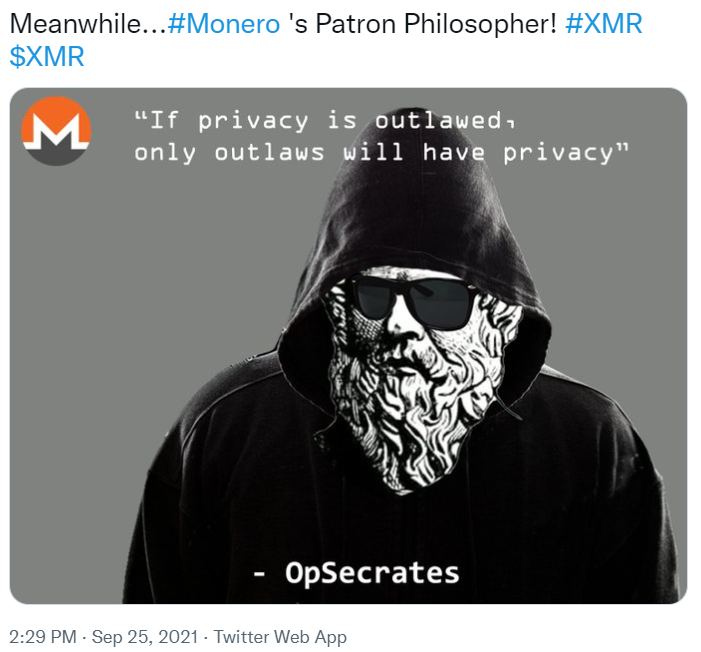 Meanwhile...#Monero 's Patron Philosopher! #XMR
$XMR
“If privacy is outlawed,
only outlaws will have privacy”
- OpSecrates
2:29 PM · Sep 25, 2021 · Twitter Web App